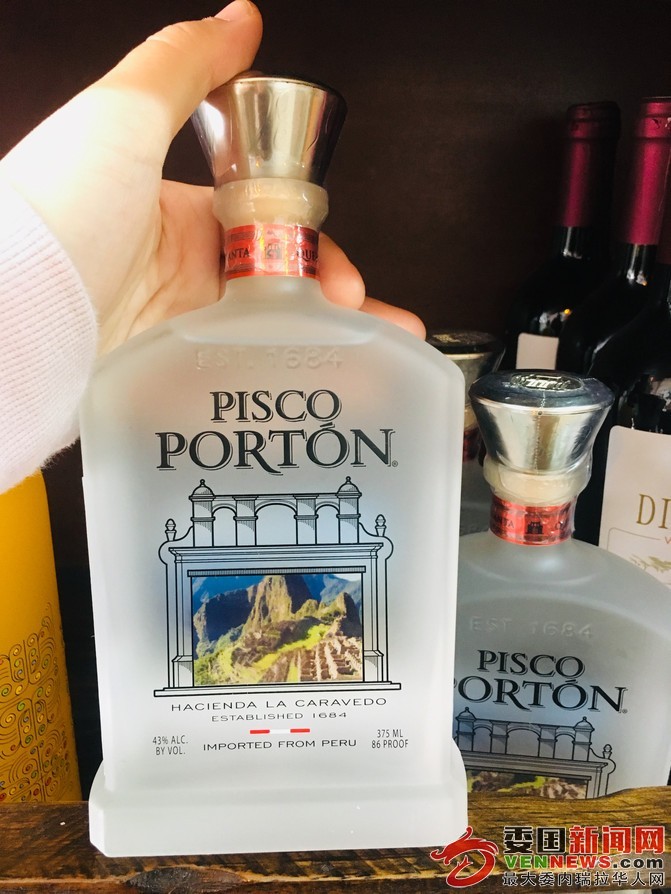 EST. 1684
PISCO
PORTÓN®
HACIENDA LA CARAVEDO
ESTABLISHED 1684
43% ALC.
BY VOL.
IMPORTED FROM PERU
375 ML
86 PROOF
EST 1684
PISCO
PORTÓN®
DI
委国新闻网
VENNEWS.com
最大委内瑞拉华人网